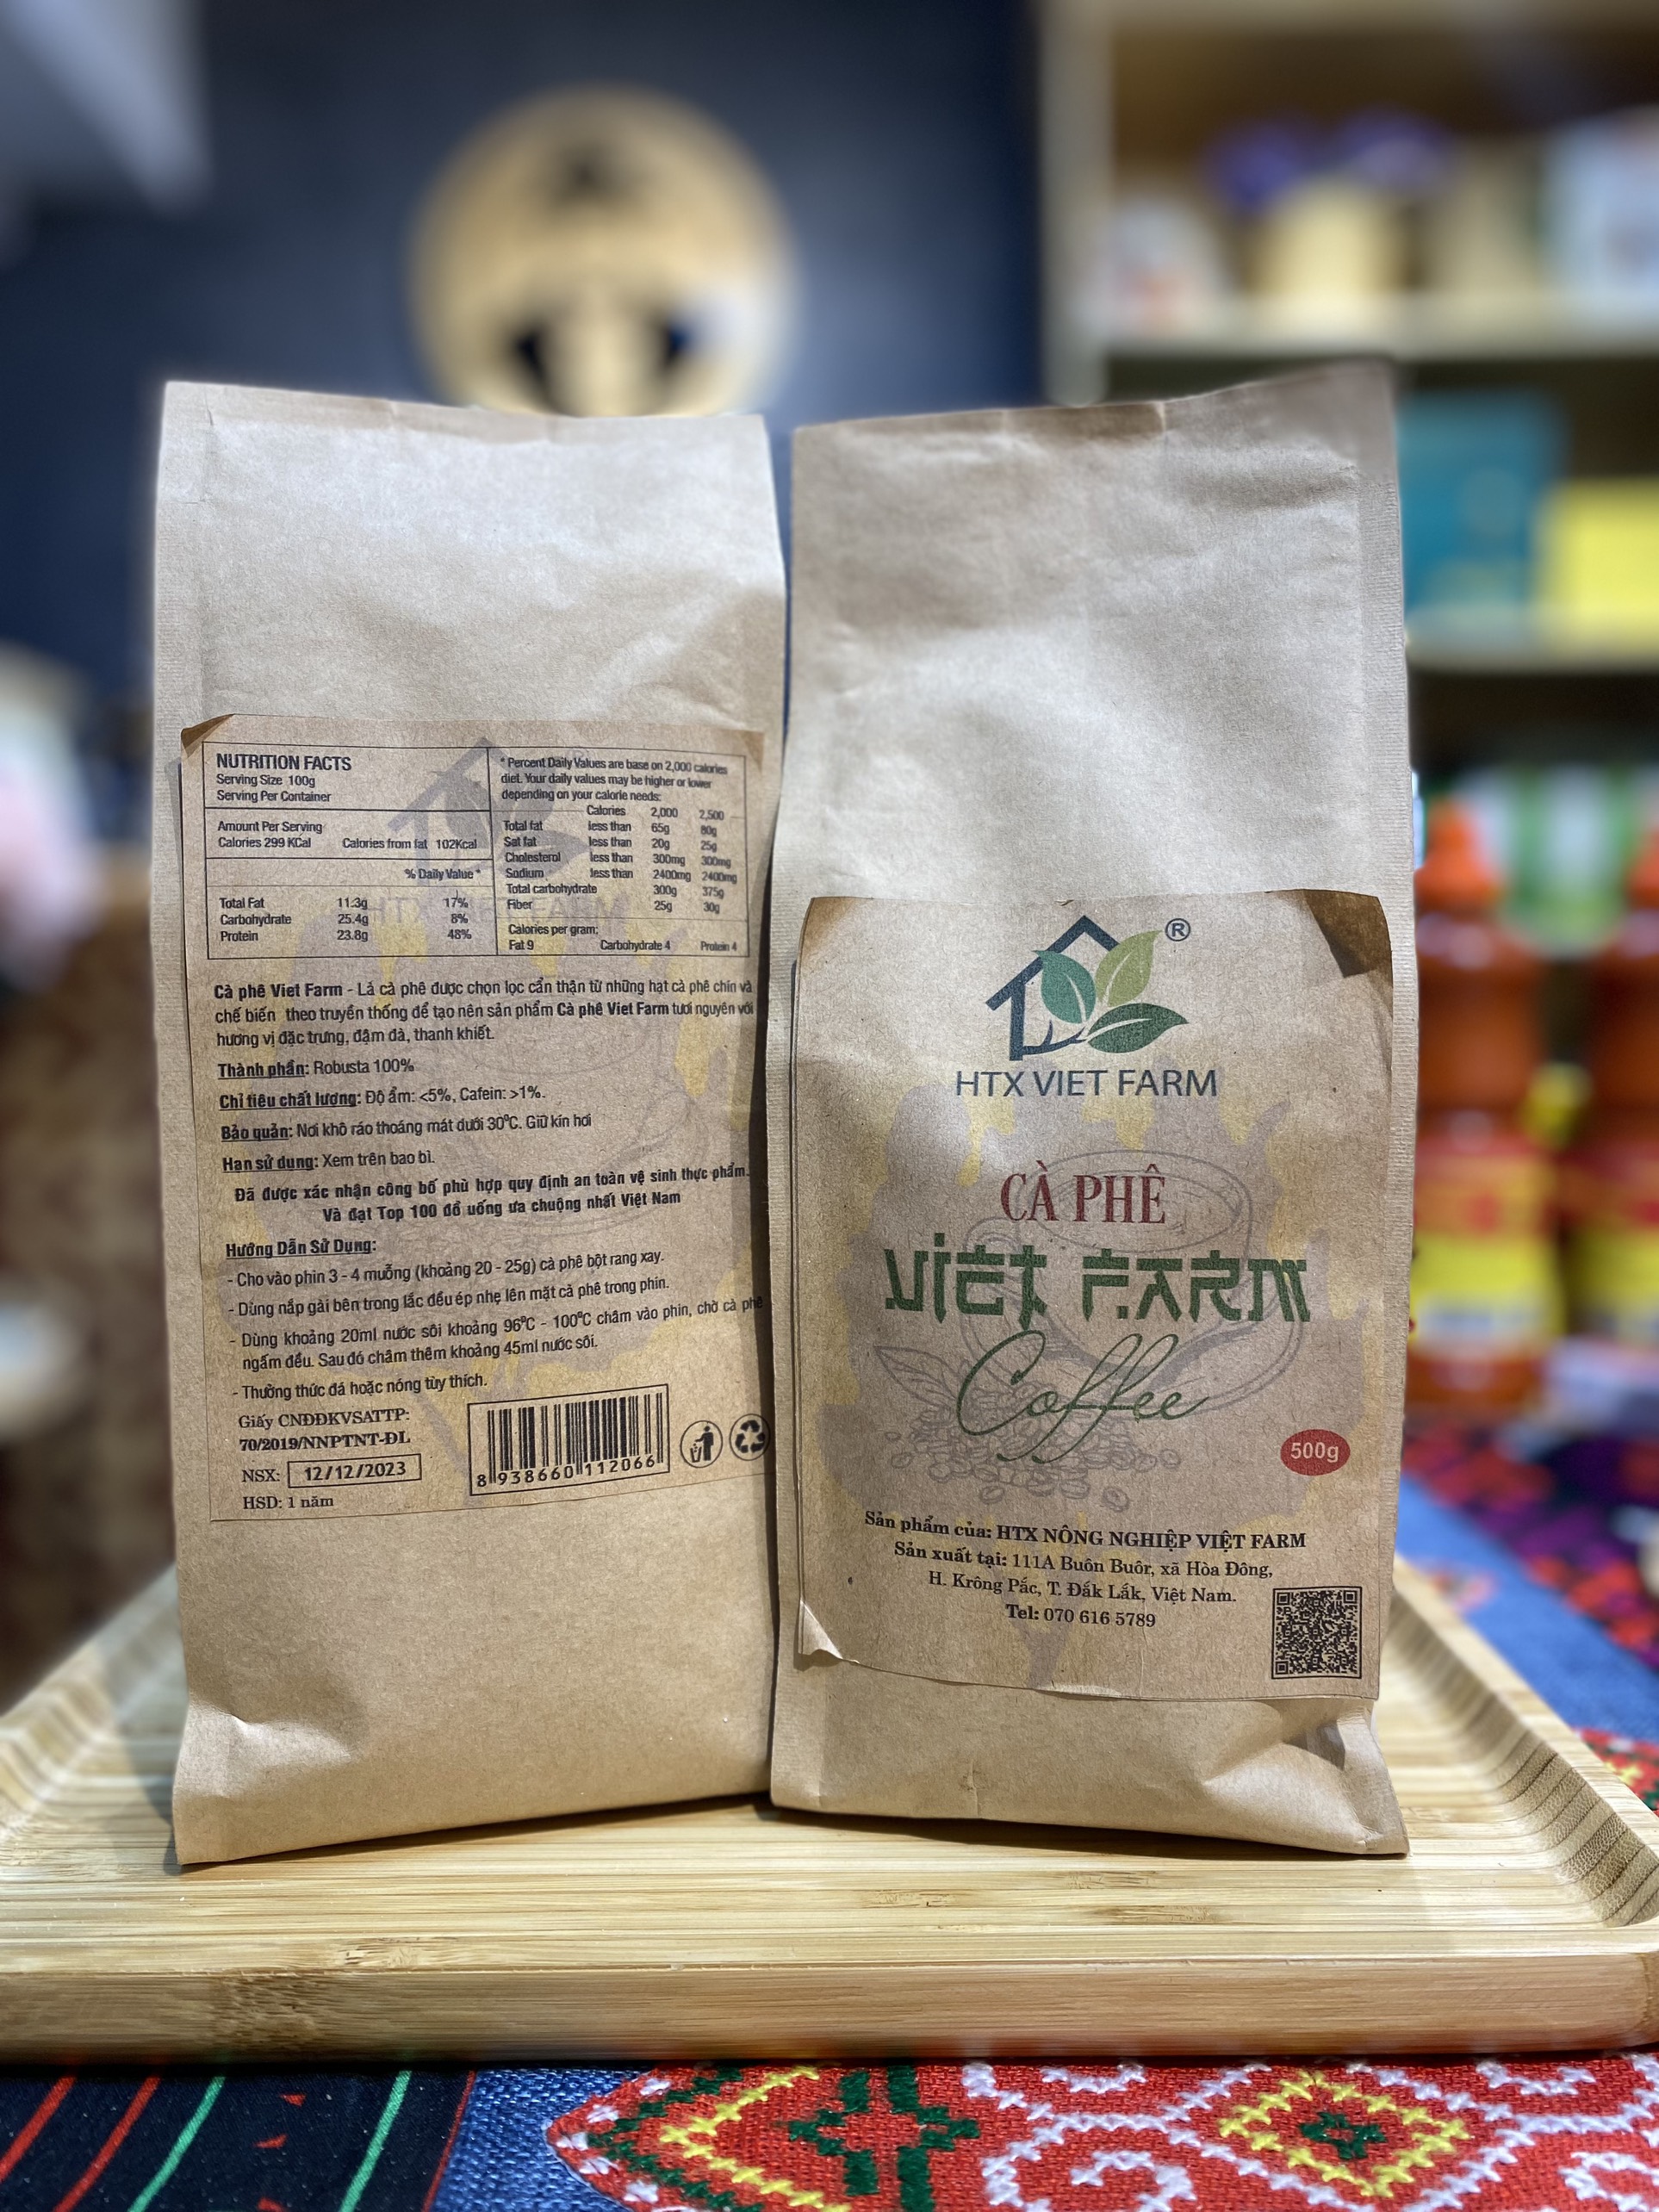 NUTRITION FACTS
Serving Size 100g
Serving Per Container
Amount Per Serving
Calories 299 KCal Calories from fat 102Kcal
% Daily Value *
Total Fat 11.3g 17%
Carbohydrate 25.4g 8%
Protein 23.8g 48%
* Percent Daily Values are base on 2,000 calories
diet. Your daily values may be higher or lower
depending on your calorie needs:
Calories 2,000 2,500
Total fat less than 65g 80g
Sat fat less than 20g 25g
Cholesterol less than 300mg 300mg
Sodium less than 2400mg 2400mg
Total carbohydrate 300g 375g
Fiber 25g 30g
Calories per gram:
Fat 9 Carbohydrate 4 Protein 4
Cà phê Viet Farm - Lá cà phê được chọn lọc cẩn thận từ những hạt cà phê chín và
chế biến theo truyền thống để tạo nên sản phẩm Cà phê Viet Farm tươi nguyên với
hương vị đặc trưng, đậm đà, thanh khiết.
Thành phần: Robusta 100%
Chỉ tiêu chất lượng: Độ ẩm: <5%, Cafein: >1%.
Bảo quản: Nơi khô ráo thoáng mát dưới 30°C. Giữ kín hơi
Hạn sử dụng: Xem trên bao bì.
Đã được xác nhận công bố phù hợp quy định an toàn vệ sinh thực phẩm.
Và đạt Top 100 đồ uống ưa chuộng nhất Việt Nam
Hướng Dẫn Sử Dụng:
- Cho vào phin 3 - 4 muỗng (khoảng 20 - 25g) cà phê bột rang xay.
- Dùng nắp gài bên trong lắc đều ép nhẹ lên mặt cà phê trong phin.
- Dùng khoảng 20ml nước sôi khoảng 96°C - 100°C châm vào phin, chờ cà phê
ngấm đều. Sau đó châm thêm khoảng 45ml nước sôi.
- Thưởng thức đá hoặc nóng tùy thích.
Giấy CNĐĐKVSATTP:
70/2019/NNPTNT-ĐL
NSX: 12/12/2023
HSD: 1 năm
8 938660 112066
®
HTX VIET FARM
CÀ PHÊ
VIET FARM
Coffee
500g
Sản phẩm của: HTX NÔNG NGHIỆP VIỆT FARM
Sản xuất tại: 111A Buôn Buôr, xã Hòa Đông,
H. Krông Pắc, T. Đắk Lắk, Việt Nam.
Tel: 070 616 5789